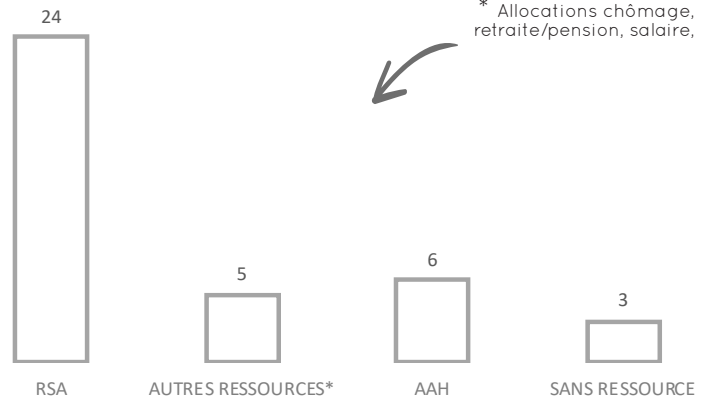 * Allocations chômage,
retraite/pension, salaire,
24
5
6
3
RSA
AUTRES RESSOURCES*
AAH
SANS RESSOURCE